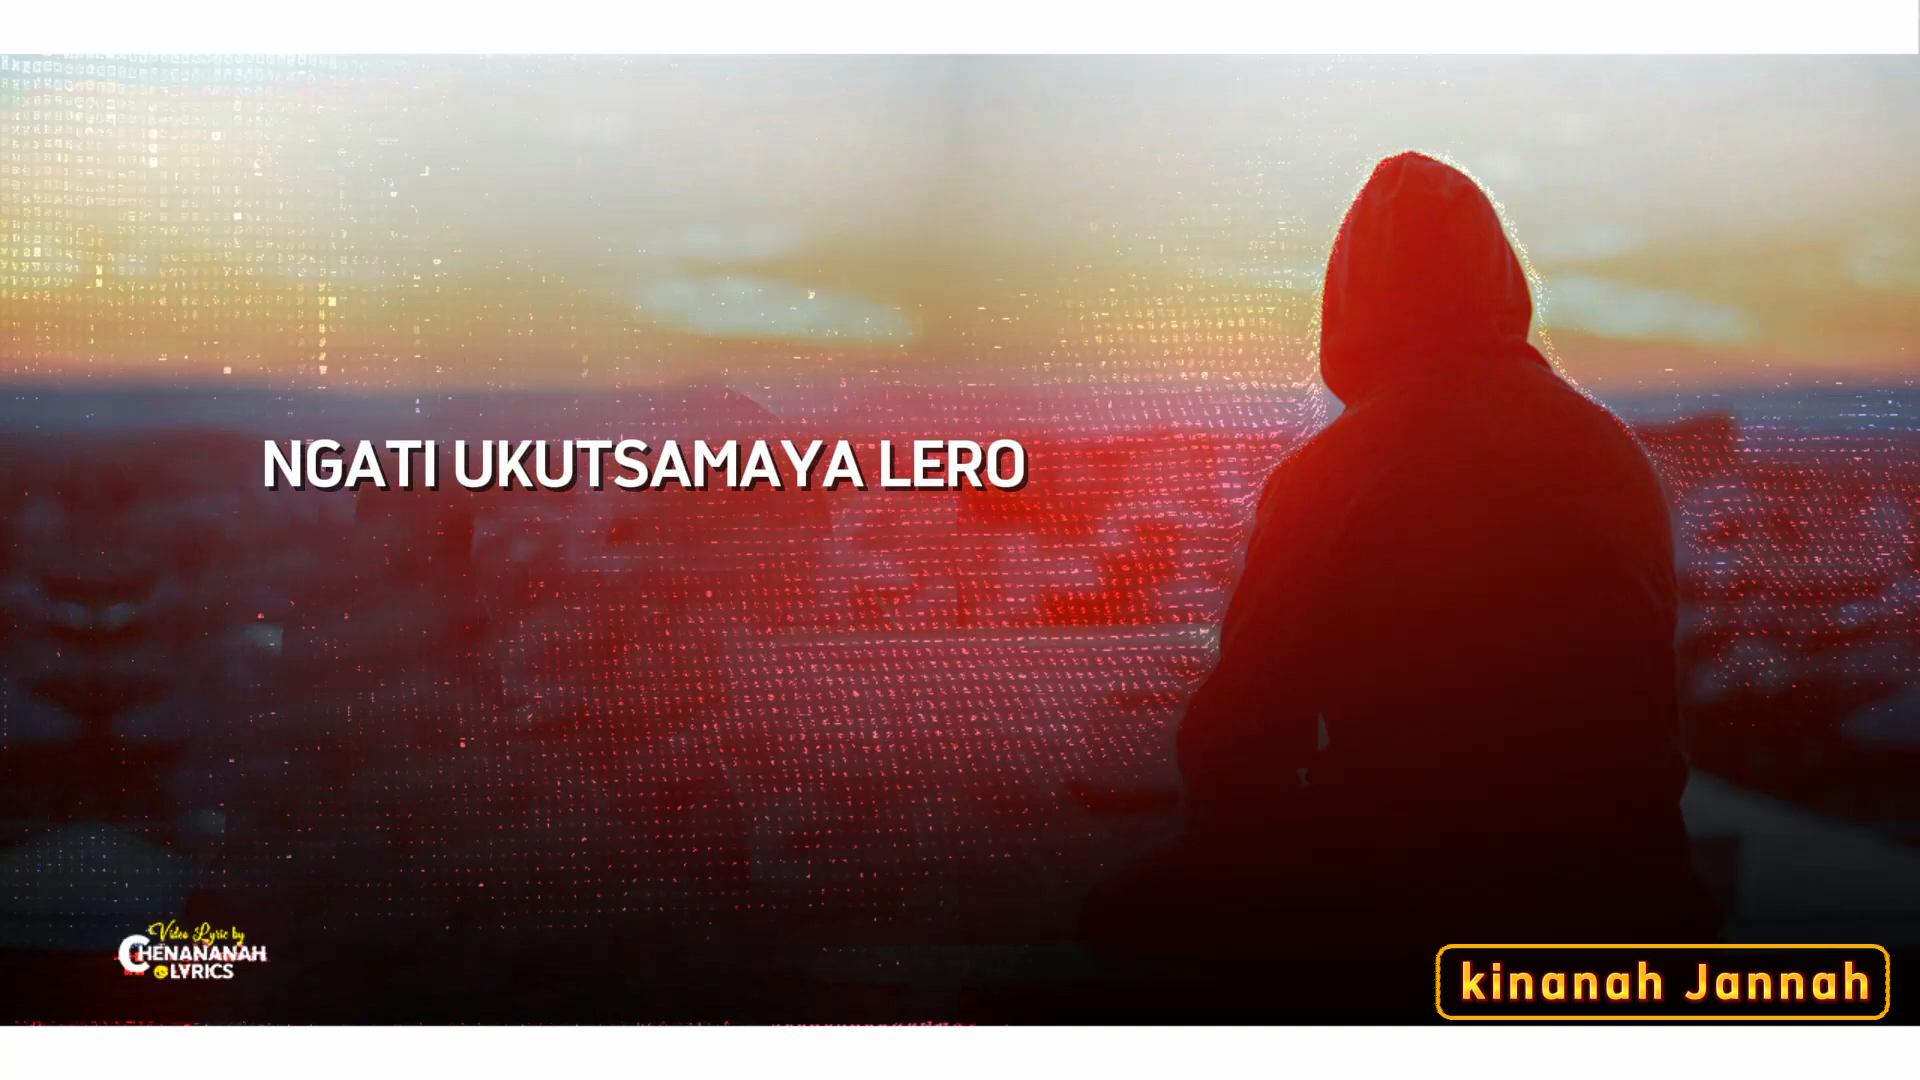 NGATI UKUTSAMAYA LERO
Video Lyric by
CHENANANAH
LYRICS
kinanah Jannah